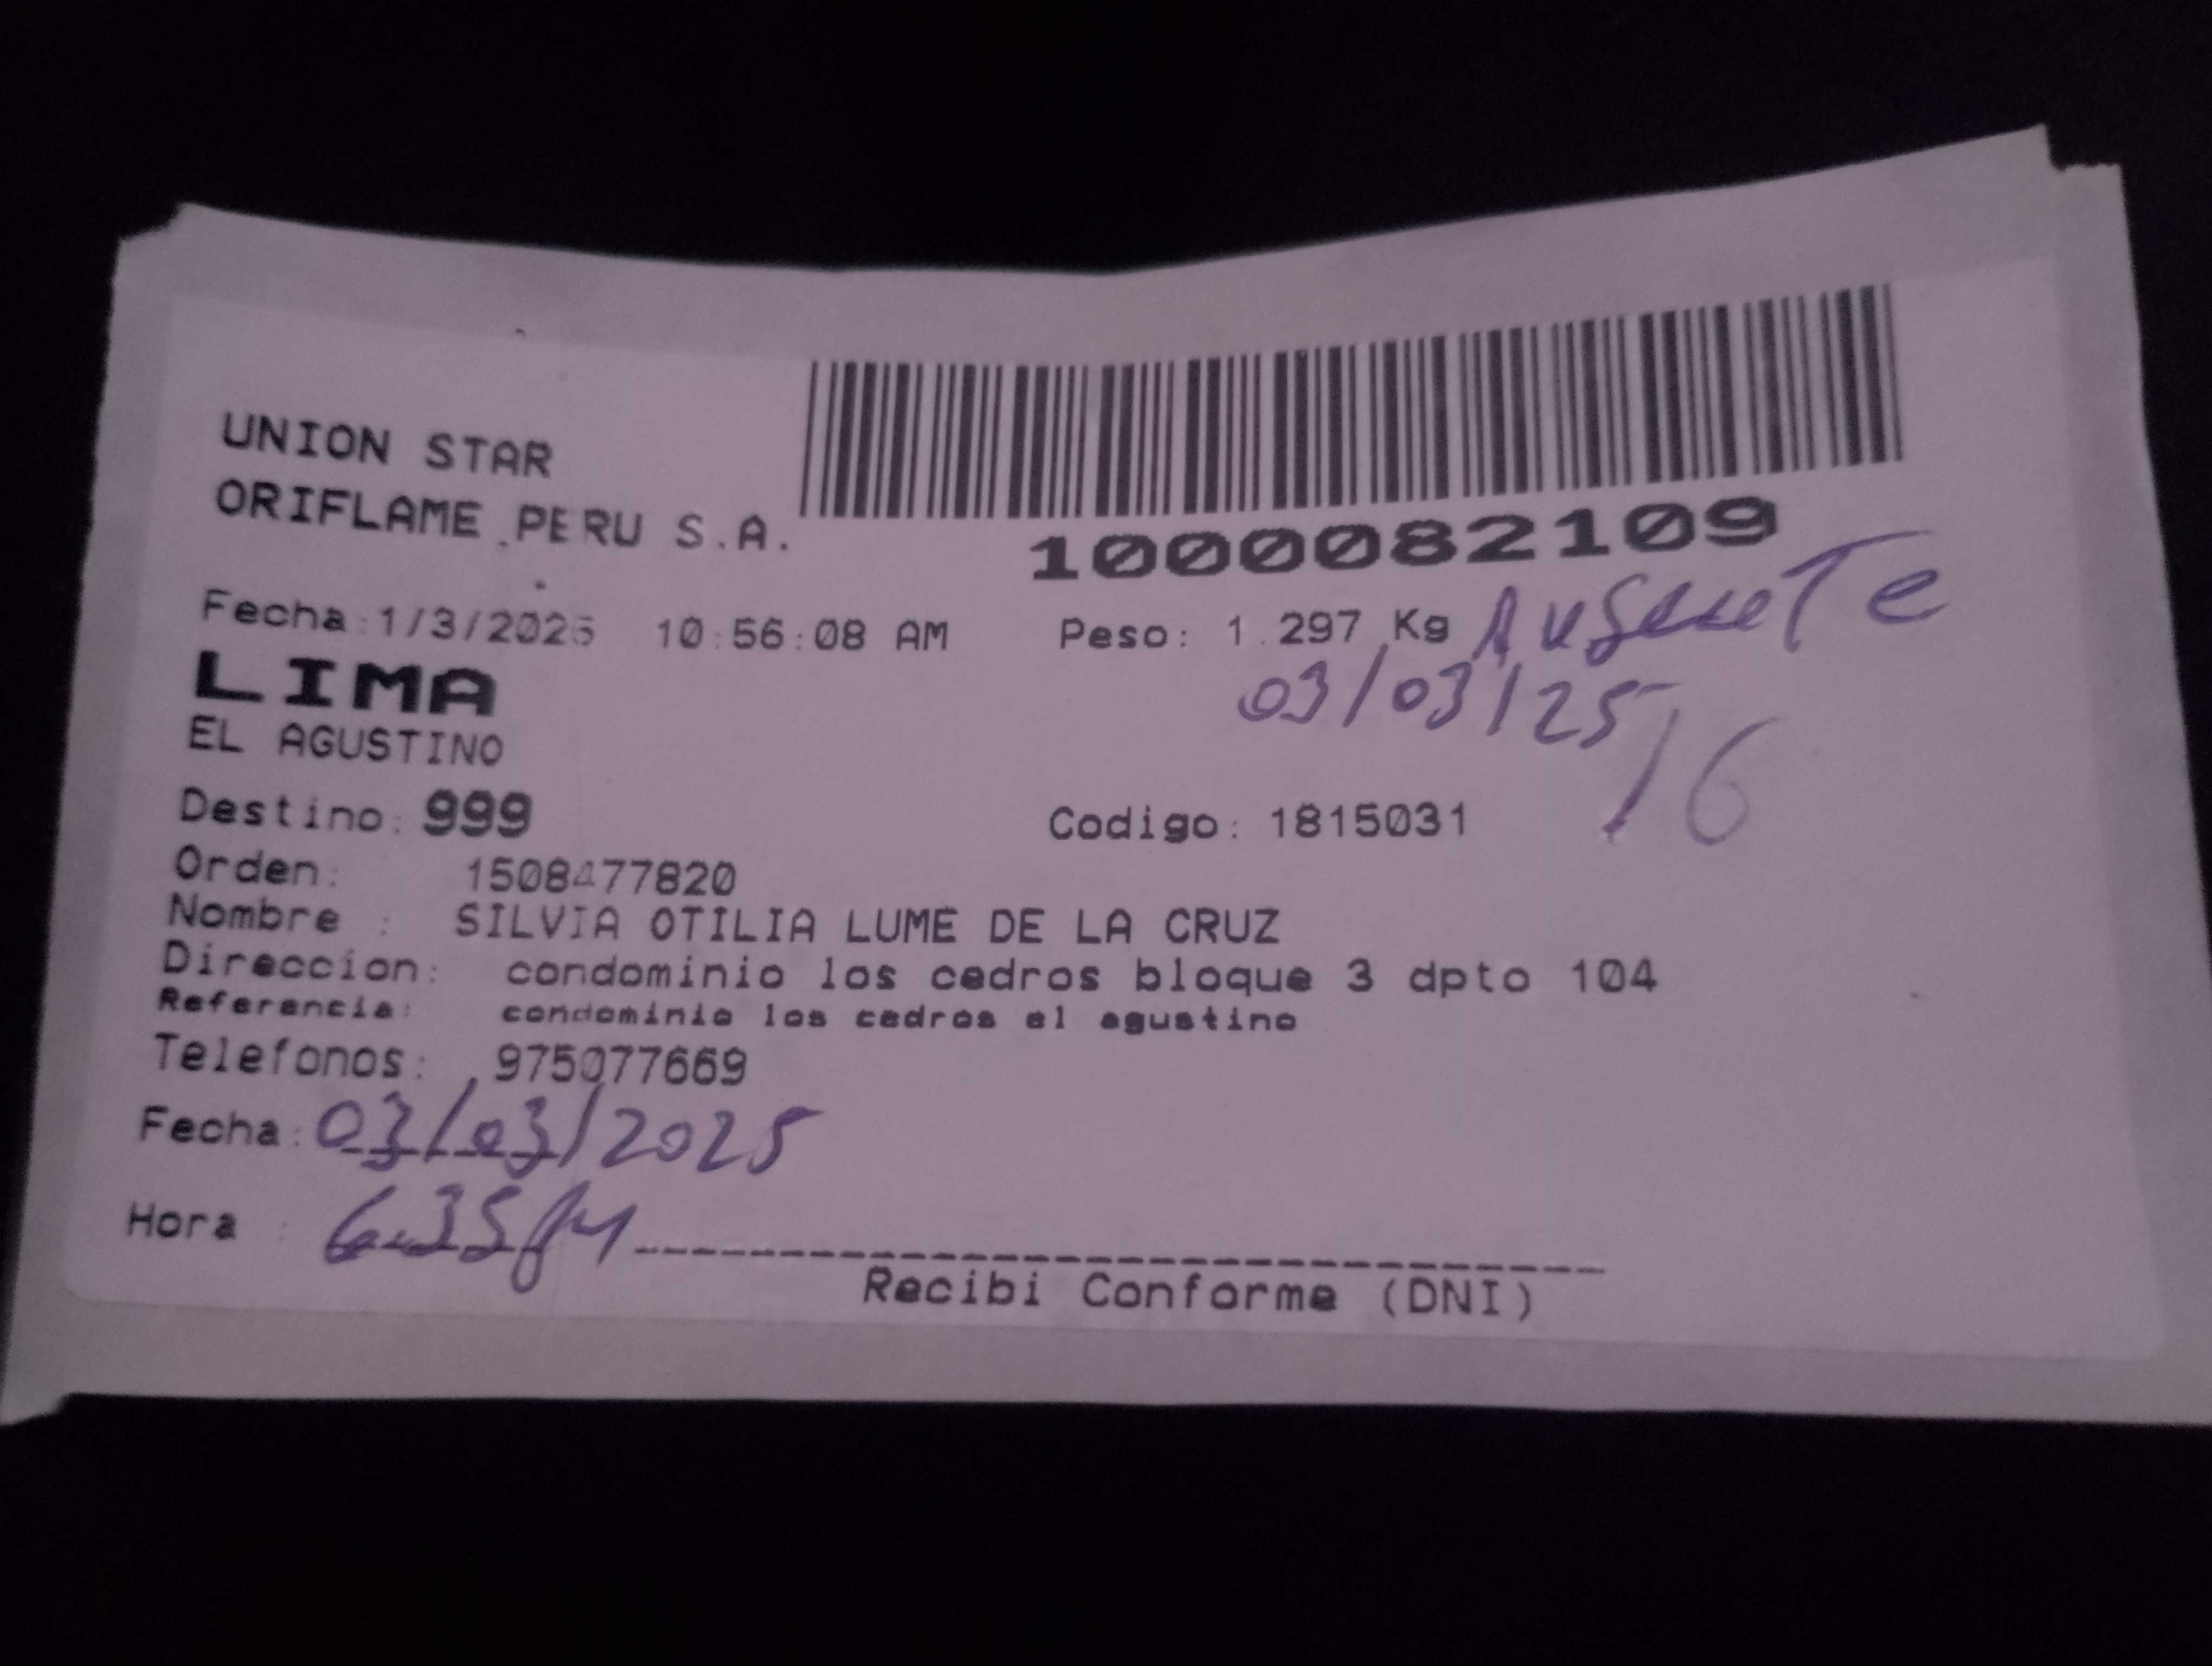 UNION STAR
ORIFLAME PERU S.A.
1000082109
Fecha:1/3/2025 10:56:08 AM Peso: 1.297 Kg AUSENTE
03/03/25
LIMA
EL AGUSTINO
16
Destino: 999 Codigo: 1815031
Orden: 1508477820
Nombre : SILVIA OTILIA LUME DE LA CRUZ
Direccion: condominio los cedros bloque 3 dpto 104
Referencia: condominio los cedros el agustino
Telefonos: 975077669
Fecha: 03/03/2025
Hora : 6:35 pm
Recibi Conforme (DNI)